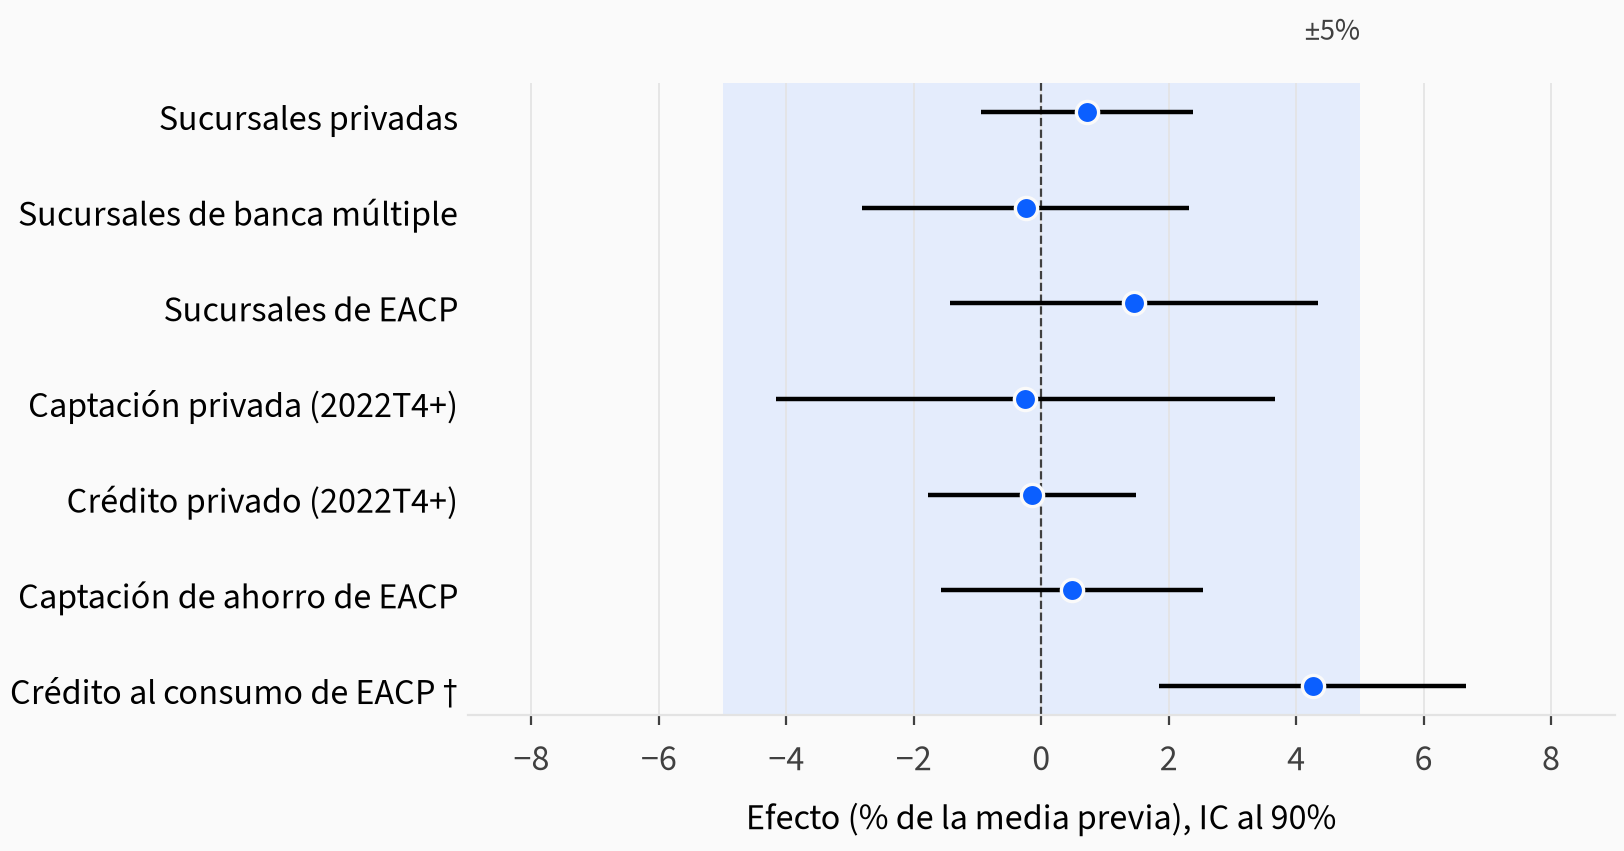 ±5%
Sucursales privadas
Sucursales de banca múltiple
Sucursales de EACP
Captación privada (2022T4+)
Crédito privado (2022T4+)
Captación de ahorro de EACP
Crédito al consumo de EACP †
−8 −6 −4 −2 0 2 4 6 8
Efecto (% de la media previa), IC al 90%